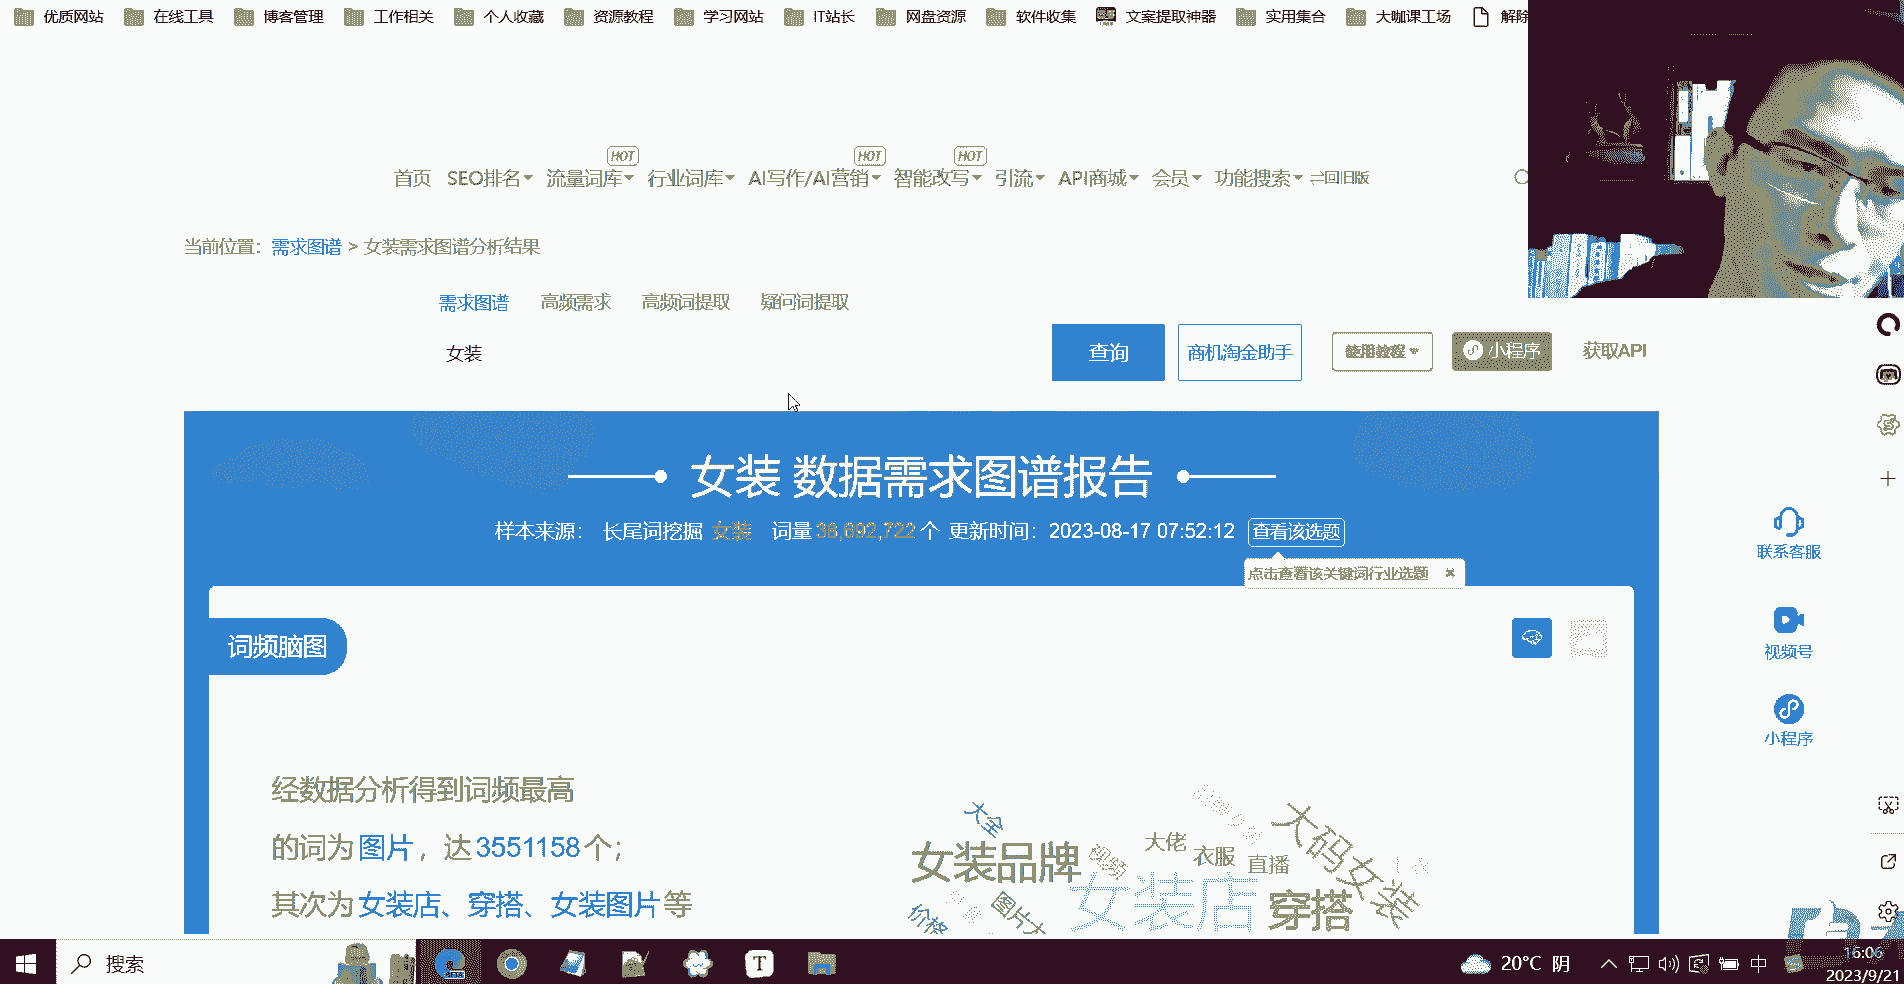 优质网站 在线工具 博客管理 工作相关 个人收藏 资源教程 学习网站 IT站长 网盘资源 软件收集 文案提取神器 实用集合 大咖课工场 解除
HOT HOT HOT
首页 SEO排名 流量词库 行业词库 AI写作/AI营销 智能改写 引流 API商城 会员 功能搜索 回旧版
当前位置：需求图谱 > 女装需求图谱分析结果
需求图谱 高频需求 高频词提取 疑问词提取
女装 查询 商机淘金助手 使用教程 小程序 获取API
女装 数据需求图谱报告
样本来源： 长尾词挖掘 女装 词量 36,692,722 个 更新时间：2023-08-17 07:52:12 查看该选题
点击查看该关键词行业选题
联系客服
词频脑图
视频号
小程序
经数据分析得到词频最高
的词为 图片，达 3551158 个；
其次为 女装店、穿搭、女装图片 等
大全
女装品牌
视频
大佬
衣服
直播
大码女装
价格
图片大
女装店
穿搭
搜索
20°C 阴
中
16:06
2023/9/21